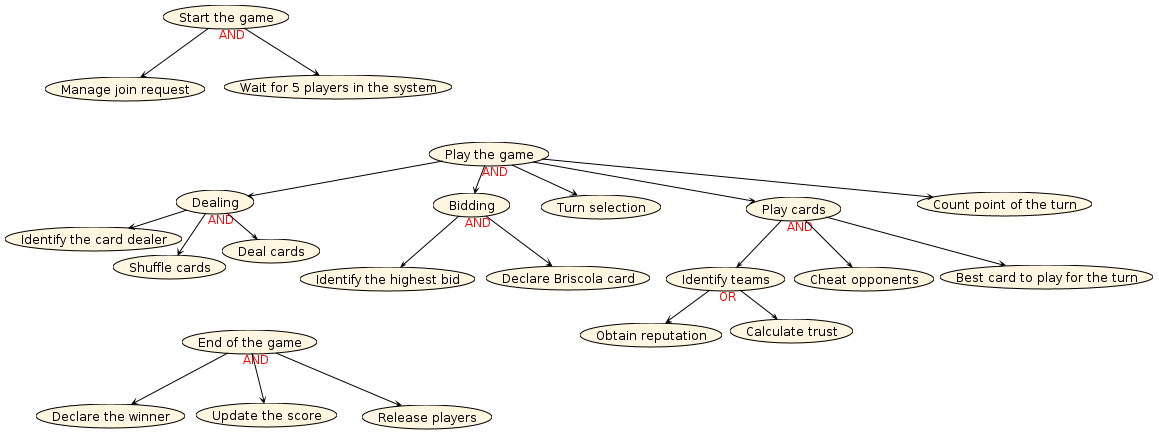 Start the game
AND
Manage join request
Wait for 5 players in the system
Play the game
AND
Dealing
AND
Bidding
AND
Turn selection
Play cards
AND
Count point of the turn
Identify the card dealer
Shuffle cards
Deal cards
Identify the highest bid
Declare Briscola card
Identify teams
OR
Cheat opponents
Best card to play for the turn
Obtain reputation
Calculate trust
End of the game
AND
Declare the winner
Update the score
Release players